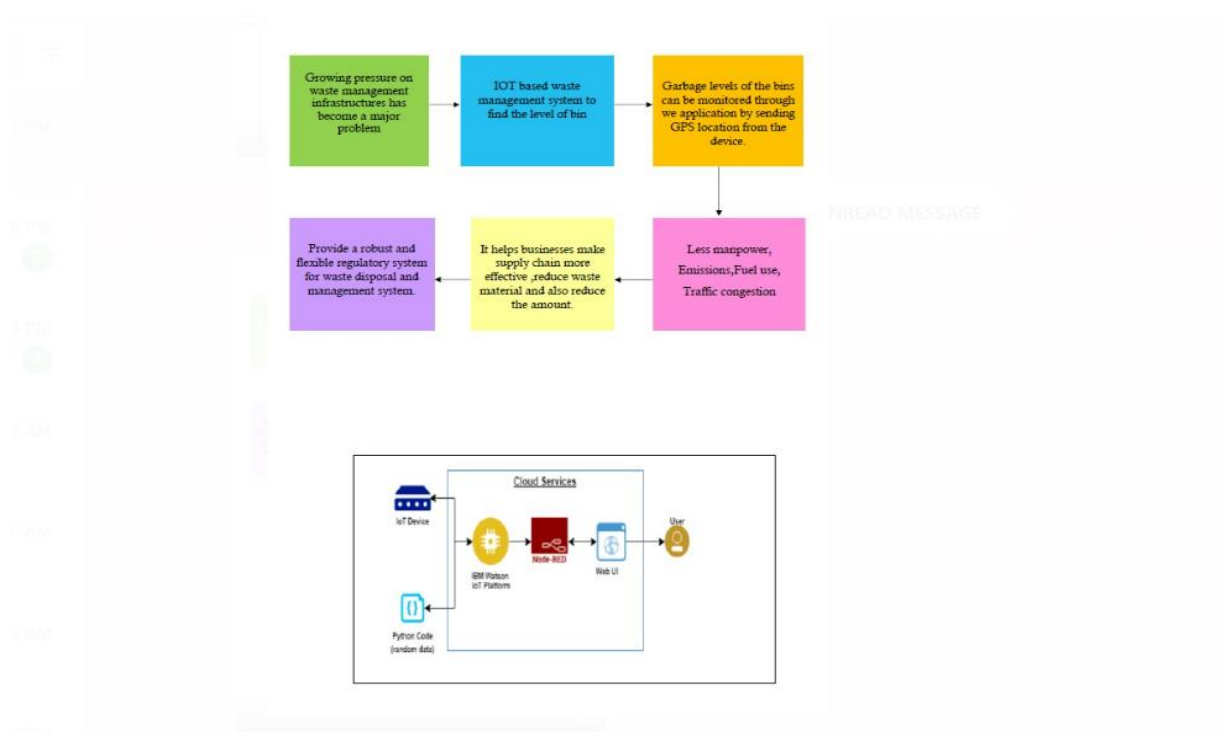 Growing pressure on
waste management
infrastructures has
become a major
problem
IOT based waste
management system to
find the level of bin
Garbage levels of the bins
can be monitored through
we application by sending
GPS location from the
device.
Less manpower,
Emissions,Fuel use,
Traffic congestion
It helps businesses make
supply chain more
effective ,reduce waste
material and also reduce
the amount.
Provide a robust and
flexible regulatory system
for waste disposal and
management system.
NREAD MESSAGE
Cloud Services
IoT Device
IBM Watson
IoT Platform
Node-RED
Web UI
User
Python Code
(random data)